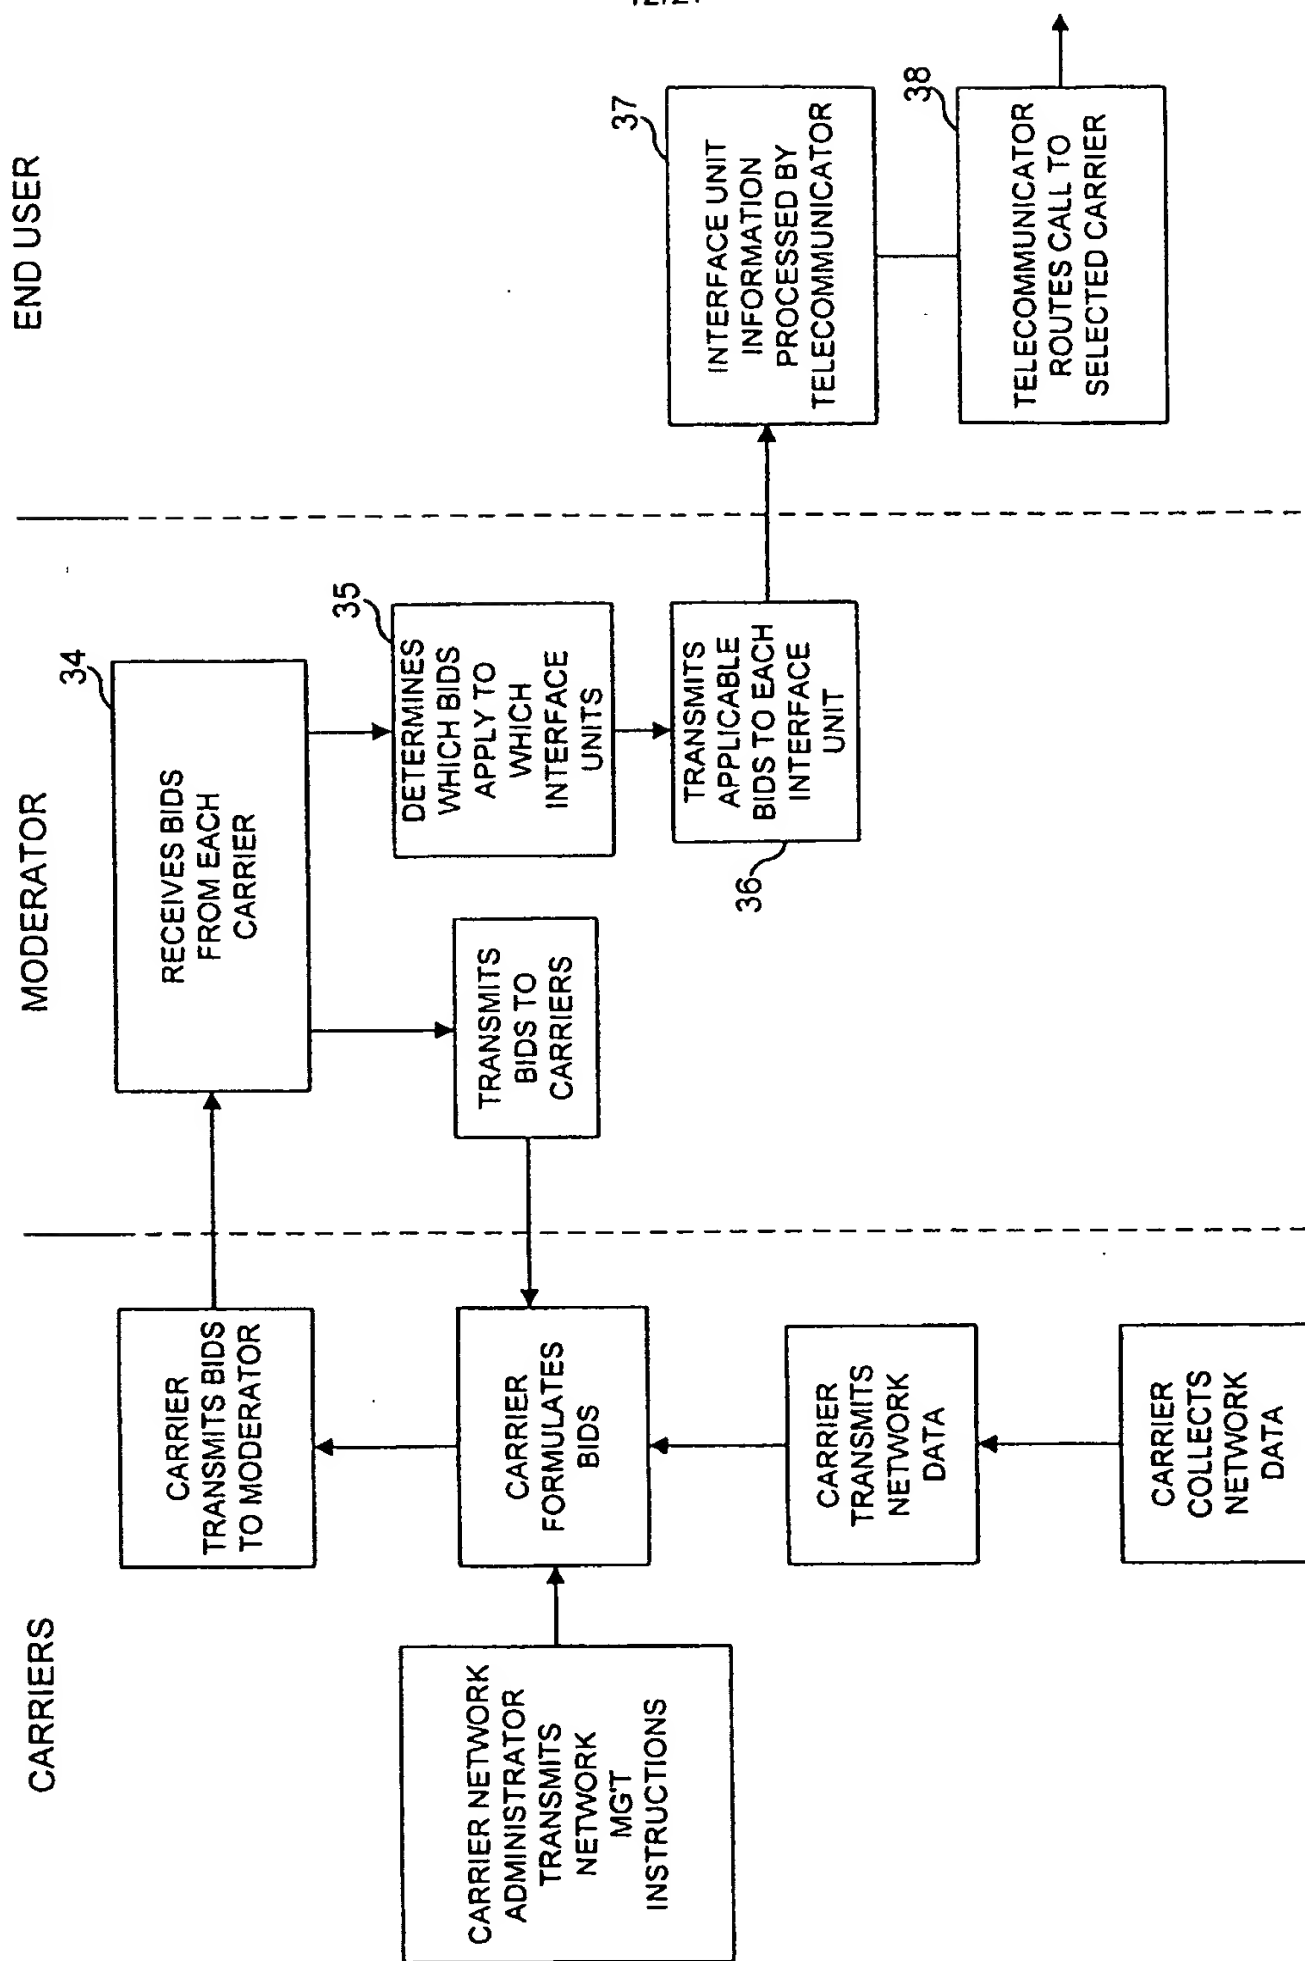 CARRIERS
MODERATOR
END USER
CARRIER
TRANSMITS BIDS
TO MODERATOR
34
RECEIVES BIDS
FROM EACH
CARRIER
CARRIER NETWORK
ADMINISTRATOR
TRANSMITS
NETWORK
MG'T
INSTRUCTIONS
CARRIER
FORMULATES
BIDS
TRANSMITS
BIDS TO
CARRIERS
35
DETERMINES
WHICH BIDS
APPLY TO
WHICH
INTERFACE
UNITS
36
TRANSMITS
APPLICABLE
BIDS TO EACH
INTERFACE
UNIT
37
INTERFACE UNIT
INFORMATION
PROCESSED BY
TELECOMMUNICATOR
CARRIER
TRANSMITS
NETWORK
DATA
38
TELECOMMUNICATOR
ROUTES CALL TO
SELECTED CARRIER
CARRIER
COLLECTS
NETWORK
DATA